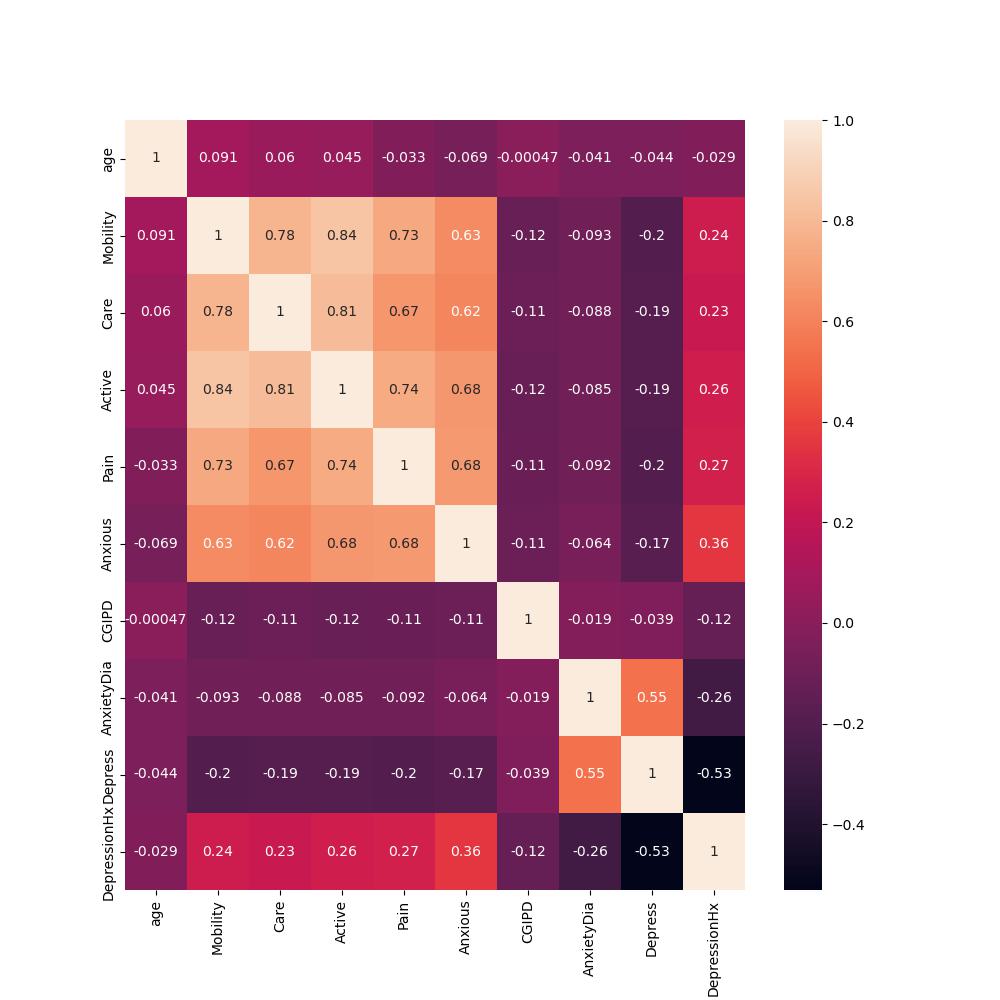 age 1 0.091 0.06 0.045 -0.033 -0.069 -0.00047 -0.041 -0.044 -0.029
Mobility 0.091 1 0.78 0.84 0.73 0.63 -0.12 -0.093 -0.2 0.24
Care 0.06 0.78 1 0.81 0.67 0.62 -0.11 -0.088 -0.19 0.23
Active 0.045 0.84 0.81 1 0.74 0.68 -0.12 -0.085 -0.19 0.26
Pain -0.033 0.73 0.67 0.74 1 0.68 -0.11 -0.092 -0.2 0.27
Anxious -0.069 0.63 0.62 0.68 0.68 1 -0.11 -0.064 -0.17 0.36
CGIPD -0.00047 -0.12 -0.11 -0.12 -0.11 -0.11 1 -0.019 -0.039 -0.12
AnxietyDia -0.041 -0.093 -0.088 -0.085 -0.092 -0.064 -0.019 1 0.55 -0.26
Depress -0.044 -0.2 -0.19 -0.19 -0.2 -0.17 -0.039 0.55 1 -0.53
DepressionHx -0.029 0.24 0.23 0.26 0.27 0.36 -0.12 -0.26 -0.53 1
age Mobility Care Active Pain Anxious CGIPD AnxietyDia Depress DepressionHx
1.0
0.8
0.6
0.4
0.2
0.0
−0.2
−0.4